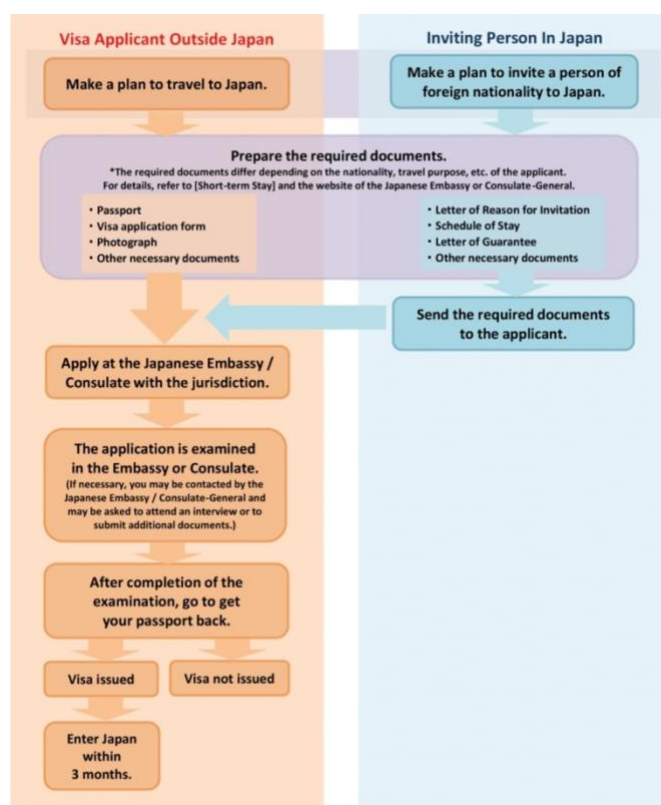 Visa Applicant Outside Japan
Inviting Person In Japan
Make a plan to travel to Japan.
Make a plan to invite a person of
foreign nationality to Japan.
Prepare the required documents.
*The required documents differ depending on the nationality, travel purpose, etc. of the applicant.
For details, refer to [Short-term Stay] and the website of the Japanese Embassy or Consulate-General.
• Passport
• Visa application form
• Photograph
• Other necessary documents
• Letter of Reason for Invitation
• Schedule of Stay
• Letter of Guarantee
• Other necessary documents
Send the required documents
to the applicant.
Apply at the Japanese Embassy /
Consulate with the jurisdiction.
The application is examined
in the Embassy or Consulate.
(If necessary, you may be contacted by the
Japanese Embassy / Consulate-General and
may be asked to attend an interview or to
submit additional documents.)
After completion of the
examination, go to get
your passport back.
Visa issued
Visa not issued
Enter Japan
within
3 months.